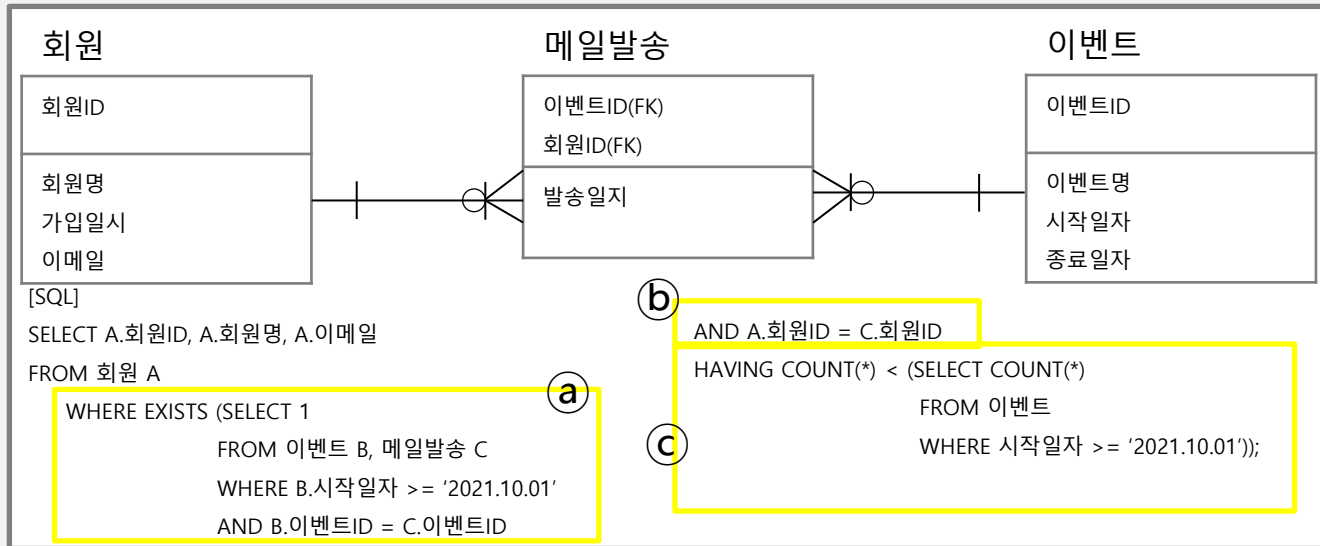 회원
메일발송
이벤트
회원ID
회원명
가입일시
이메일
이벤트ID(FK)
회원ID(FK)
발송일지
이벤트ID
이벤트명
시작일자
종료일자
[SQL]
SELECT A.회원ID, A.회원명, A.이메일
FROM 회원 A
ⓐ
WHERE EXISTS (SELECT 1
FROM 이벤트 B, 메일발송 C
WHERE B.시작일자 >= ‘2021.10.01’
AND B.이벤트ID = C.이벤트ID
ⓑ
AND A.회원ID = C.회원ID
ⓒ
HAVING COUNT(*) < (SELECT COUNT(*)
FROM 이벤트
WHERE 시작일자 >= ‘2021.10.01’));